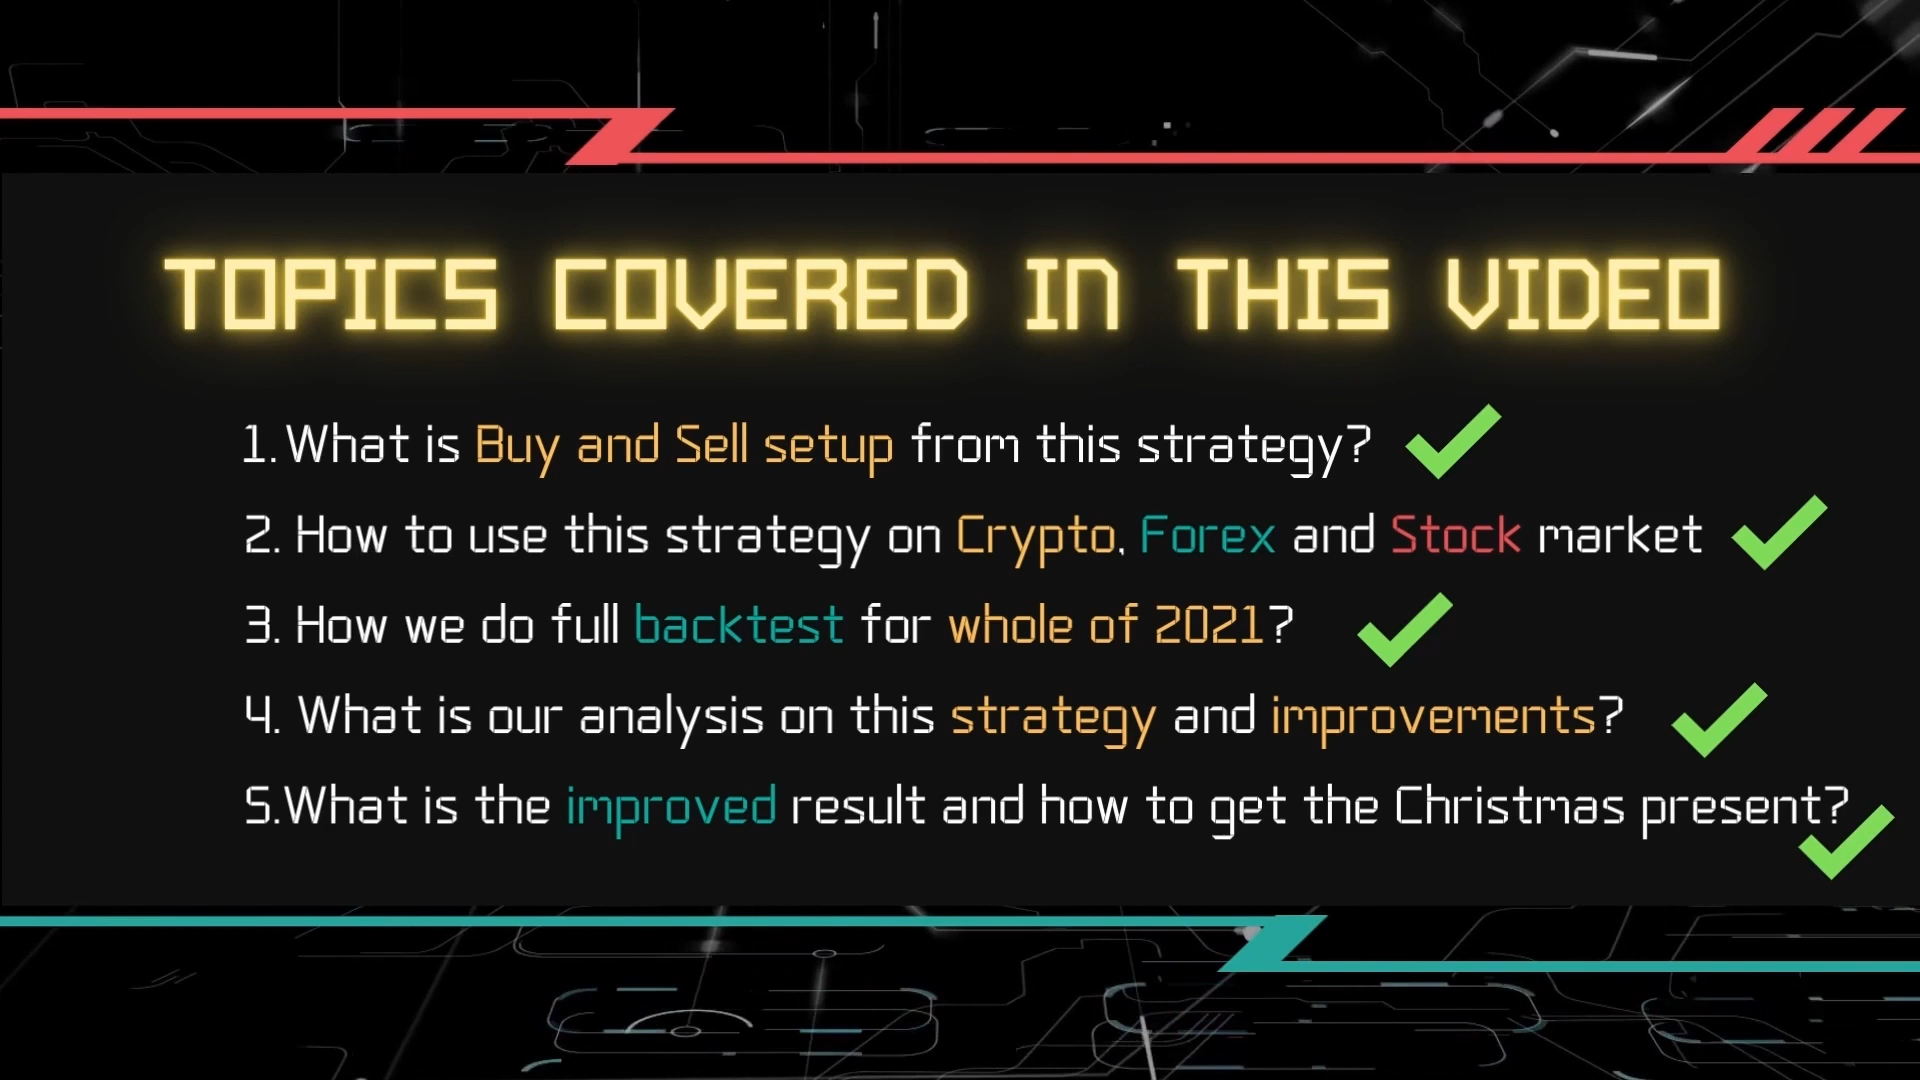 TOPICS COVERED IN THIS VIDEO
1. What is Buy and Sell setup from this strategy?
2. How to use this strategy on Crypto, Forex and Stock market
3. How we do full backtest for whole of 2021?
4. What is our analysis on this strategy and improvements?
5.What is the improved result and how to get the Christmas present?